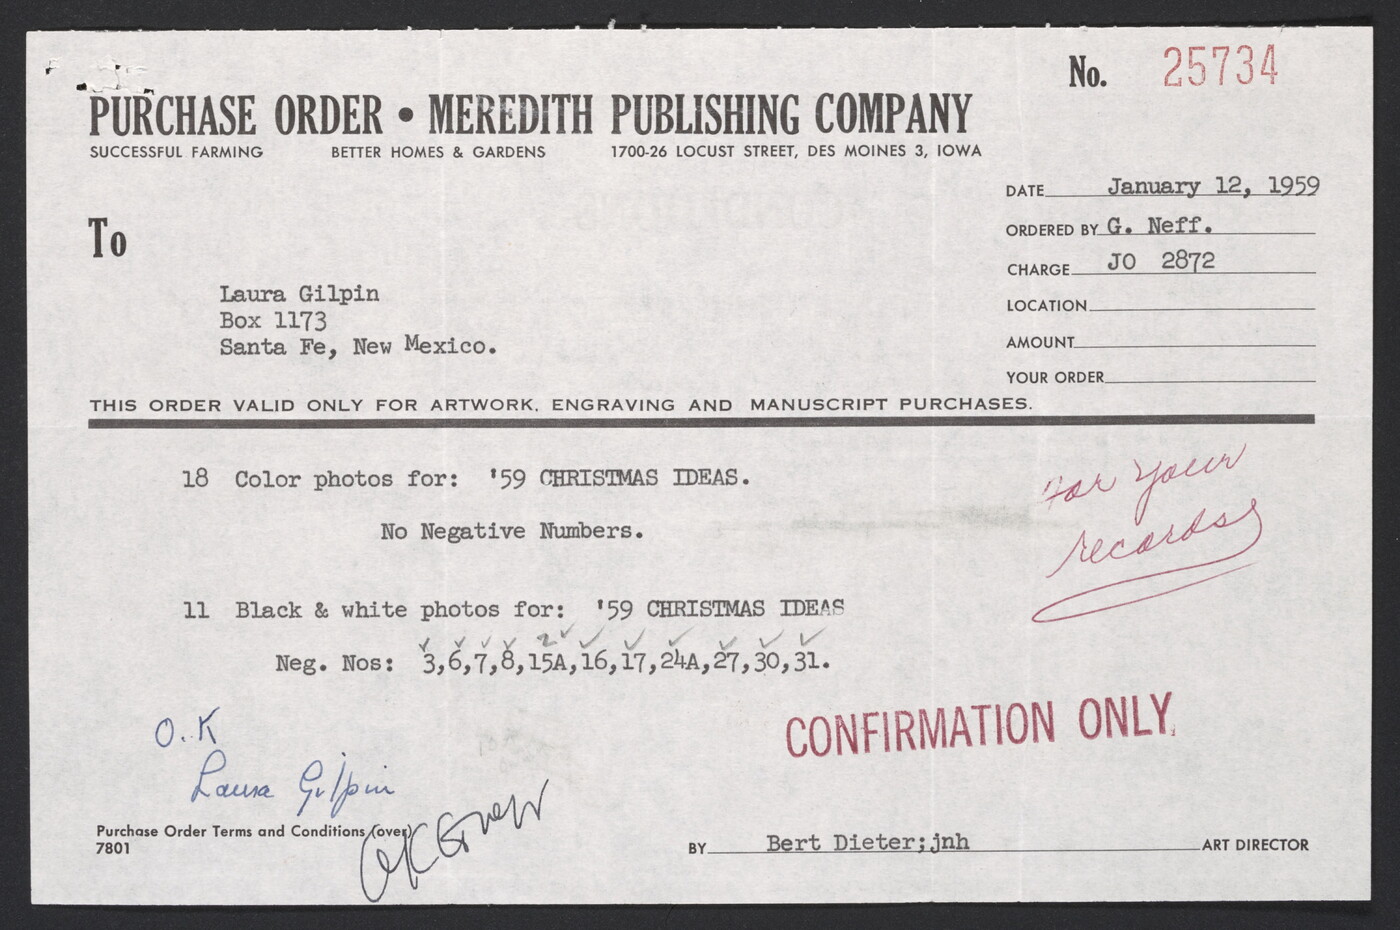 No. 25734
PURCHASE ORDER • MEREDITH PUBLISHING COMPANY
SUCCESSFUL FARMING BETTER HOMES & GARDENS 1700-26 LOCUST STREET, DES MOINES 3, IOWA
DATE January 12, 1959
ORDERED BY G. Neff.
CHARGE JO 2872
LOCATION
AMOUNT
YOUR ORDER
To
Laura Gilpin
Box 1173
Santa Fe, New Mexico.
THIS ORDER VALID ONLY FOR ARTWORK, ENGRAVING AND MANUSCRIPT PURCHASES.
18 Color photos for: '59 CHRISTMAS IDEAS.
No Negative Numbers.
For Your
records
11 Black & white photos for: '59 CHRISTMAS IDEAS
2
Neg. Nos: 3,6,7,8,15A,16,17,24A,27,30,31.
CONFIRMATION ONLY
O.K
Laura Gilpin
OK GNeff
Purchase Order Terms and Conditions (over)
7801
BY Bert Dieter;jnh ART DIRECTOR